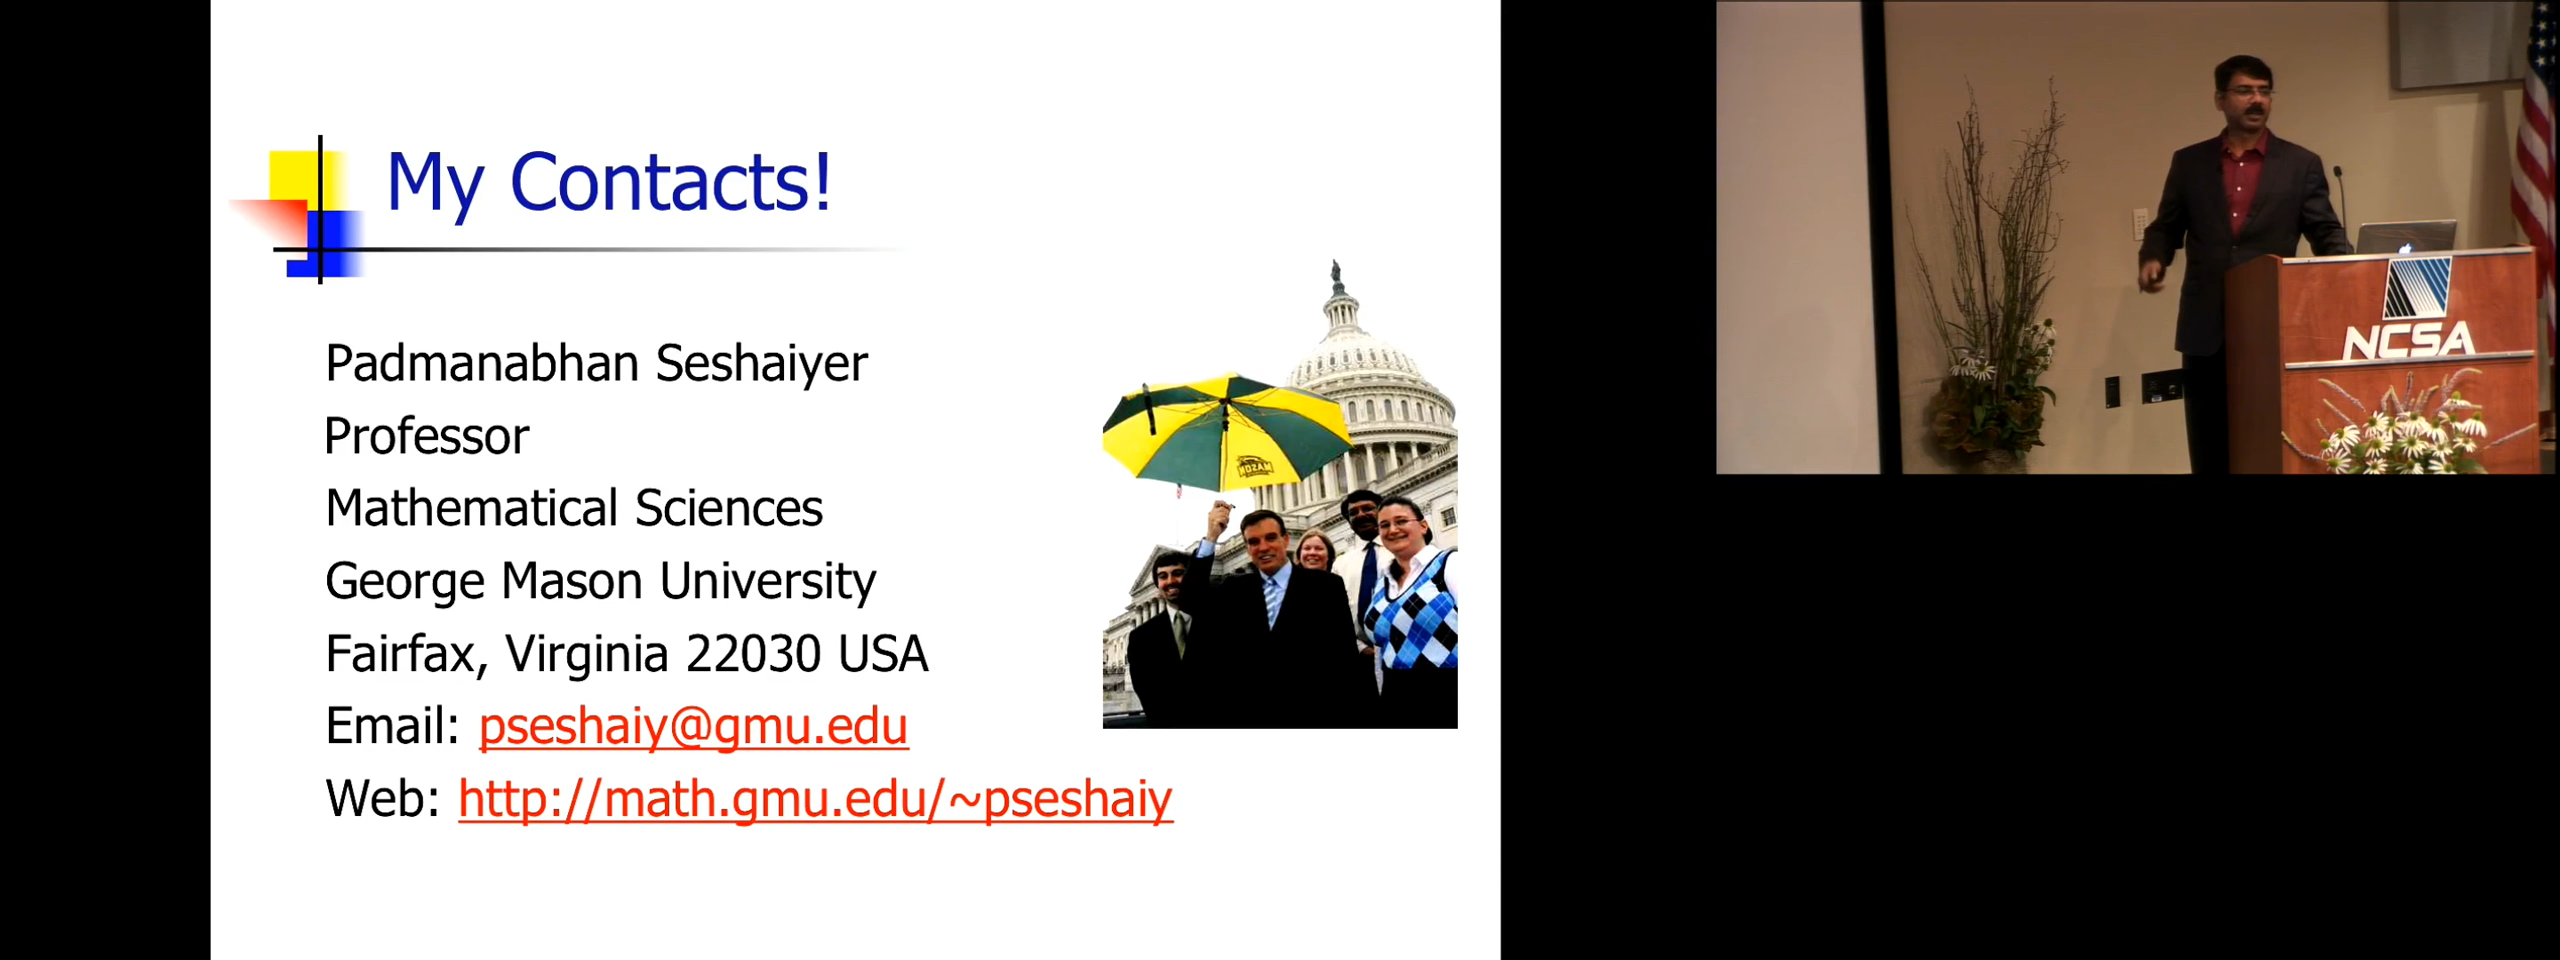 My Contacts!
Padmanabhan Seshaiyer
Professor
Mathematical Sciences
George Mason University
Fairfax, Virginia 22030 USA
Email: pseshaiy@gmu.edu
Web: http://math.gmu.edu/~pseshaiy
MASON
NCSA